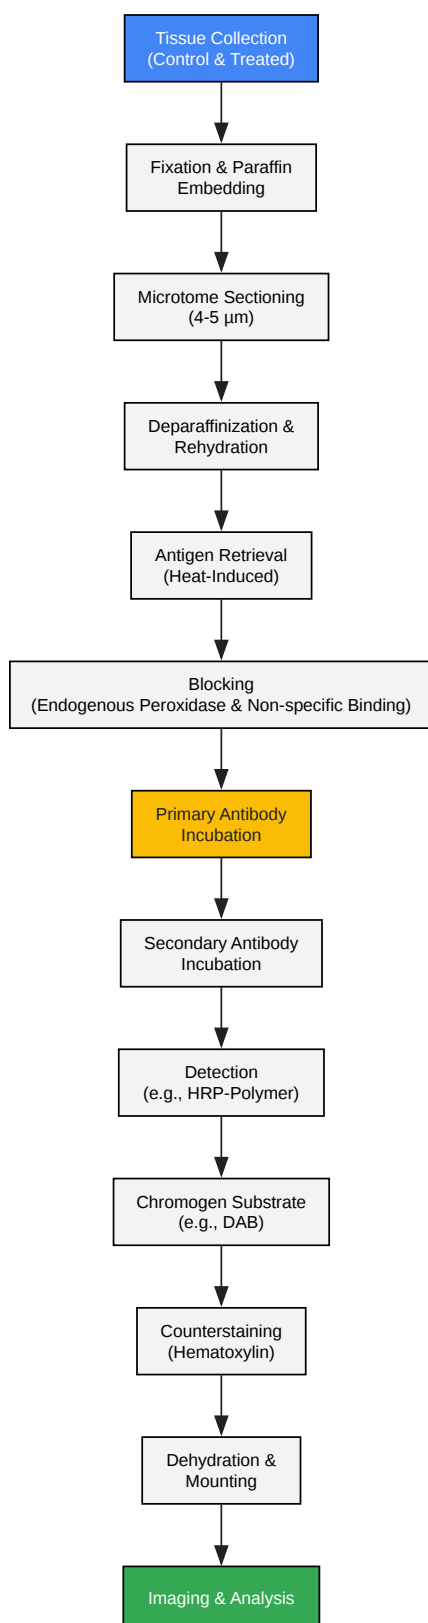 Tissue Collection
(Control & Treated)
Fixation & Paraffin
Embedding
Microtome Sectioning
(4-5 µm)
Deparaffinization &
Rehydration
Antigen Retrieval
(Heat-Induced)
Blocking
(Endogenous Peroxidase & Non-specific Binding)
Primary Antibody
Incubation
Secondary Antibody
Incubation
Detection
(e.g., HRP-Polymer)
Chromogen Substrate
(e.g., DAB)
Counterstaining
(Hematoxylin)
Dehydration &
Mounting
Imaging & Analysis